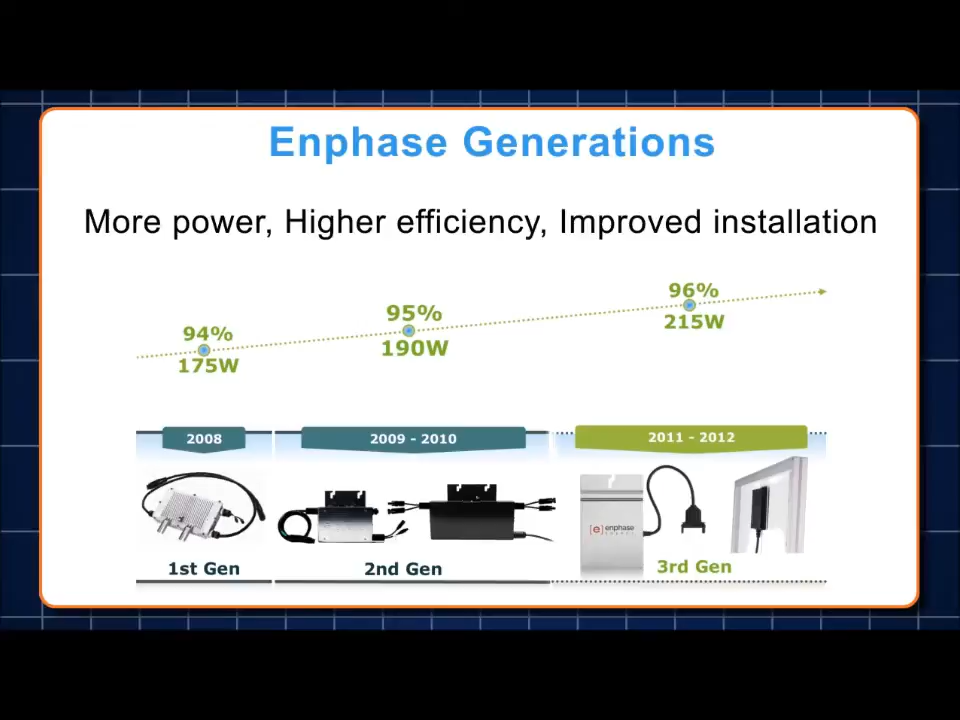 Enphase Generations
More power, Higher efficiency, Improved installation
94%
175W
95%
190W
96%
215W
2008
2009 - 2010
2011 - 2012
[e] enphase
1st Gen
2nd Gen
3rd Gen